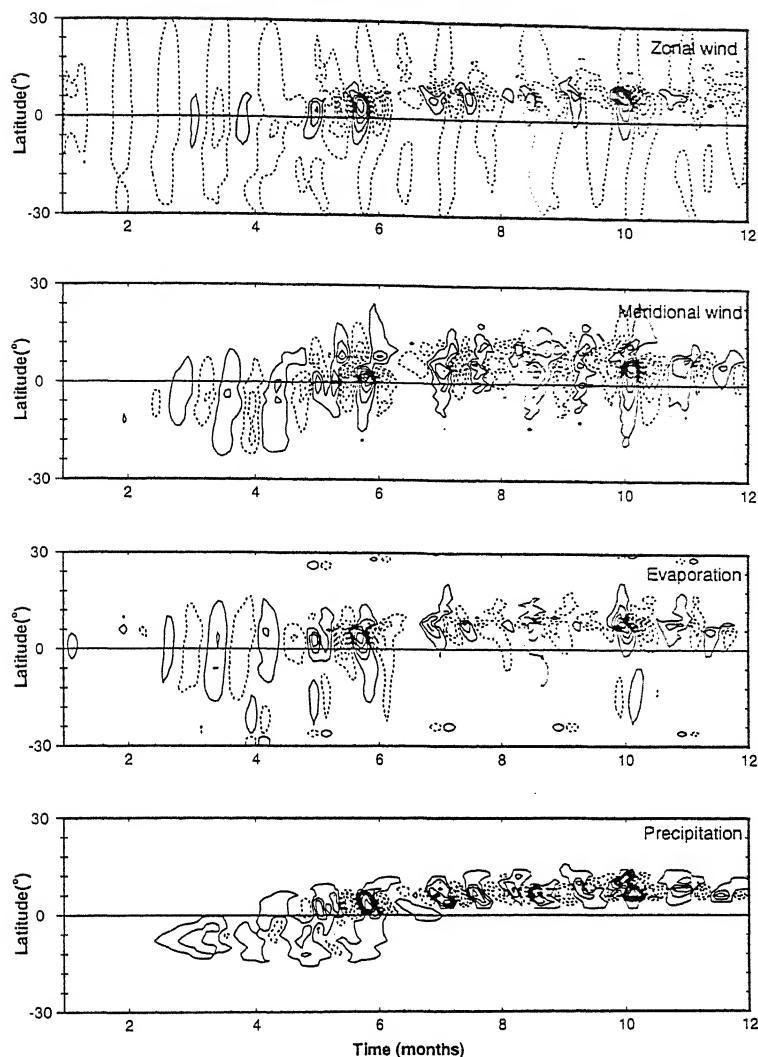 30
Zonal wind
Latitude(°)
0
-30
2 4 6 8 10 12
30
Meridional wind
Latitude(°)
0
-30
2 4 6 8 10 12
30
Evaporation
Latitude(°)
0
-30
2 4 6 8 10 12
30
Precipitation
Latitude(°)
0
-30
2 4 6 8 10 12
Time (months)